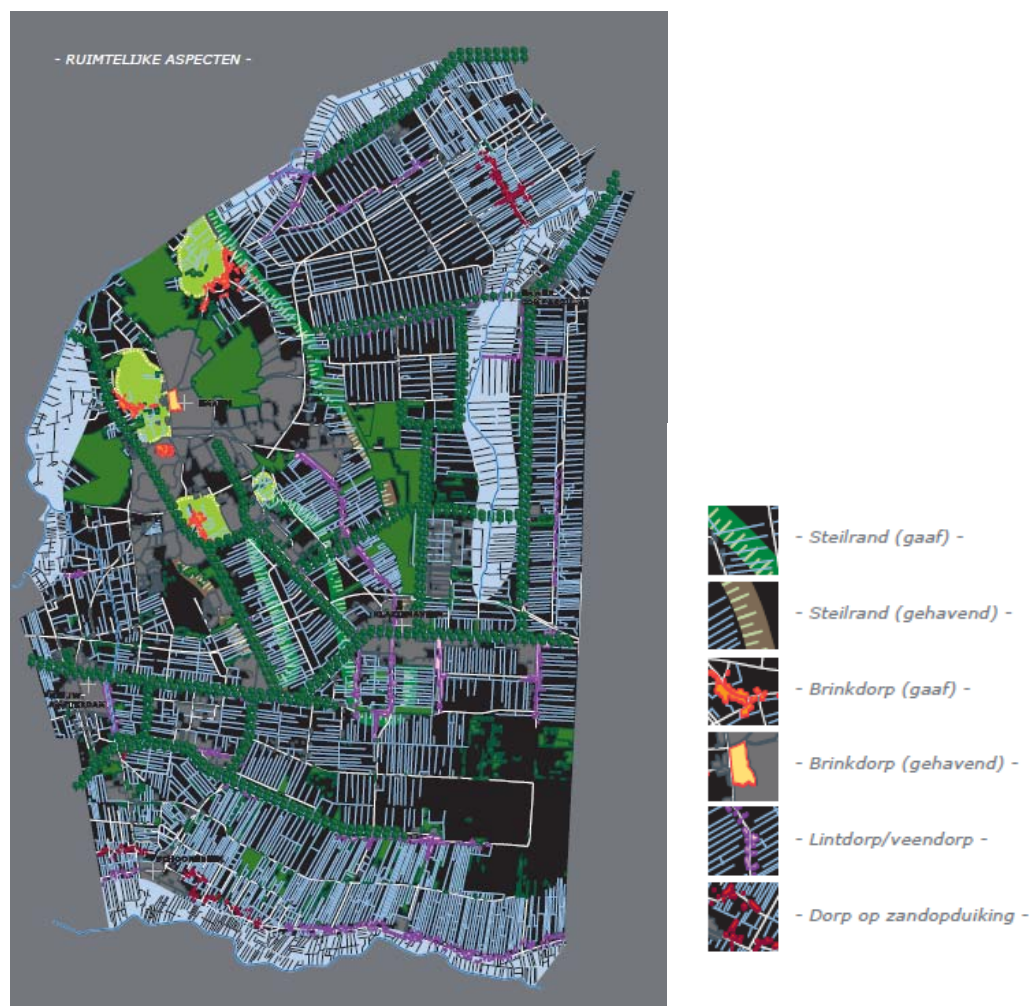 - RUIMTELIJKE ASPECTEN -
- Steilrand (gaaf) -
- Steilrand (gehavend) -
- Brinkdorp (gaaf) -
- Brinkdorp (gehavend) -
- Lintdorp/veendorp -
- Dorp op zandopduiking -